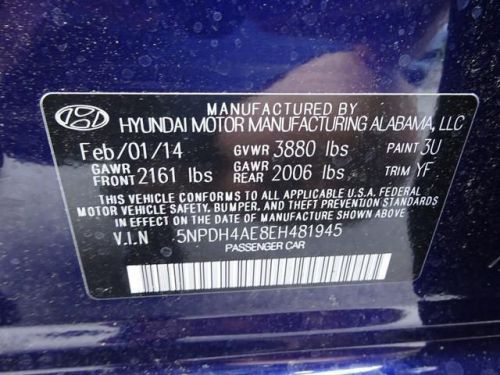 MANUFACTURED BY
HYUNDAI MOTOR MANUFACTURING ALABAMA, LLC
Feb/01/14 GVWR 3880 lbs PAINT 3U
GAWR FRONT 2161 lbs GAWR REAR 2006 lbs TRIM YF
THIS VEHICLE CONFORMS TO ALL APPLICABLE U.S.A. FEDERAL
MOTOR VEHICLE SAFETY, BUMPER, AND THEFT PREVENTION STANDARDS
IN EFFECT ON THE DATE OF MANUFACTURE SHOWN ABOVE.
V.I.N 5NPDH4AE8EH481945
PASSENGER CAR